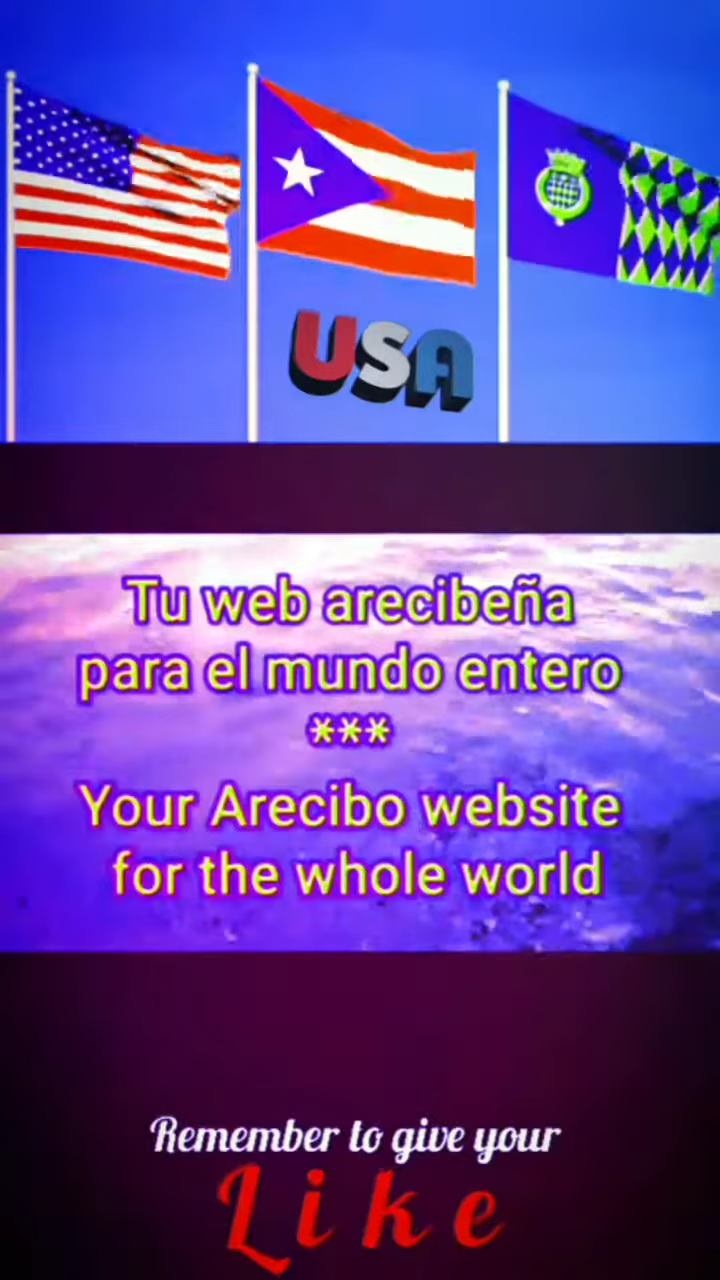 USA
Tu web arecibeña
para el mundo entero
***
Your Arecibo website
for the whole world
Remember to give your
Like